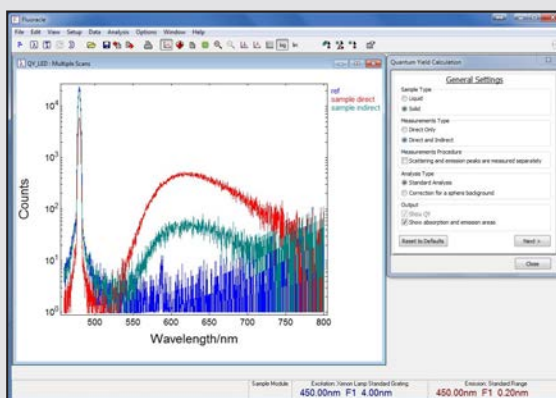 Fluoracle
File Edit View Setup Data Analysis Options Window Help
QY_LED : Multiple Scans
ref
sample direct
sample indirect
10⁴
10³
10²
10¹
10⁰
Counts
500 550 600 650 700 750 800
Wavelength/nm
Quantum Yield Calculation
General Settings
Sample Type
Liquid
Solid
Measurements Type
Direct Only
Direct and Indirect
Measurements Procedure
Scattering and emission peaks are measured separately
Analysis Type
Standard Analysis
Correction for a sphere background
Output
Show QY
Show absorption and emission areas
Reset to Defaults
Next >
Close
Sample Module
Excitation: Xenon Lamp Standard Grating
450.00nm F1 4.00nm
Emission: Standard Range
450.00nm F1 0.20nm